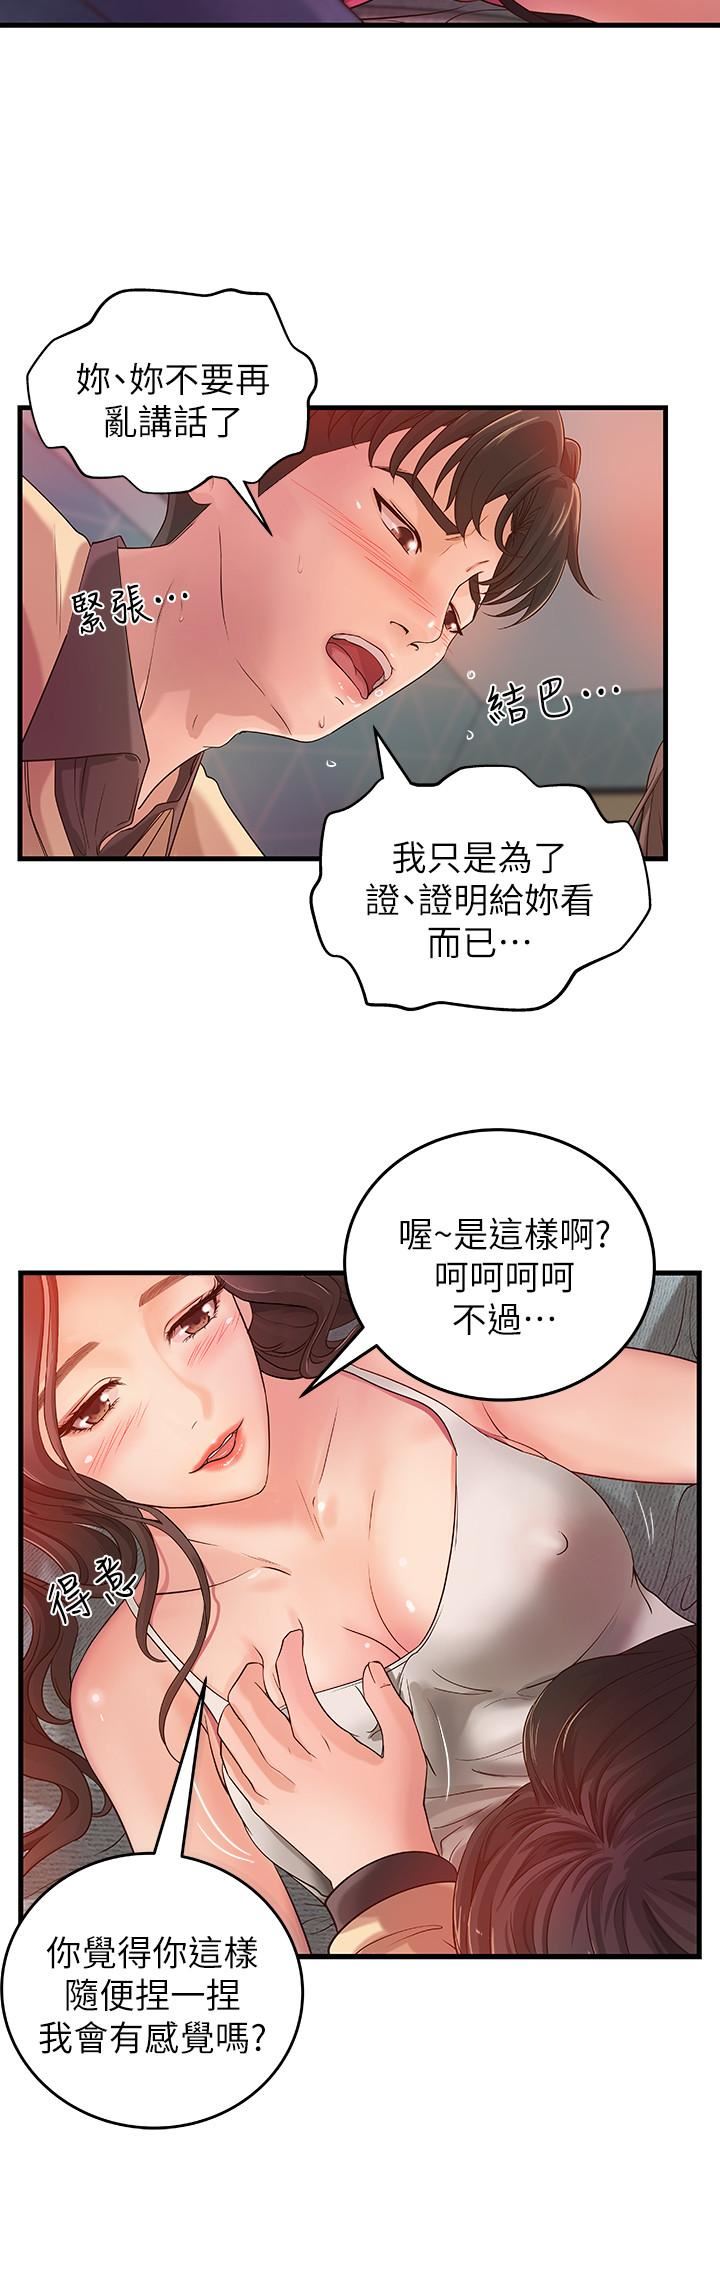 妳、妳不要再
亂講話了
緊張…
結巴…
我只是為了
證、證明給妳看
而已…
喔~是這樣啊?
呵呵呵呵
不過…
得意
你覺得你這樣
隨便捏一捏
我會有感覺嗎?